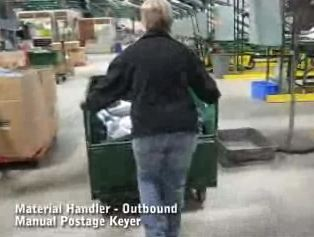 Material Handler - Outbound
Manual Postage Keyer